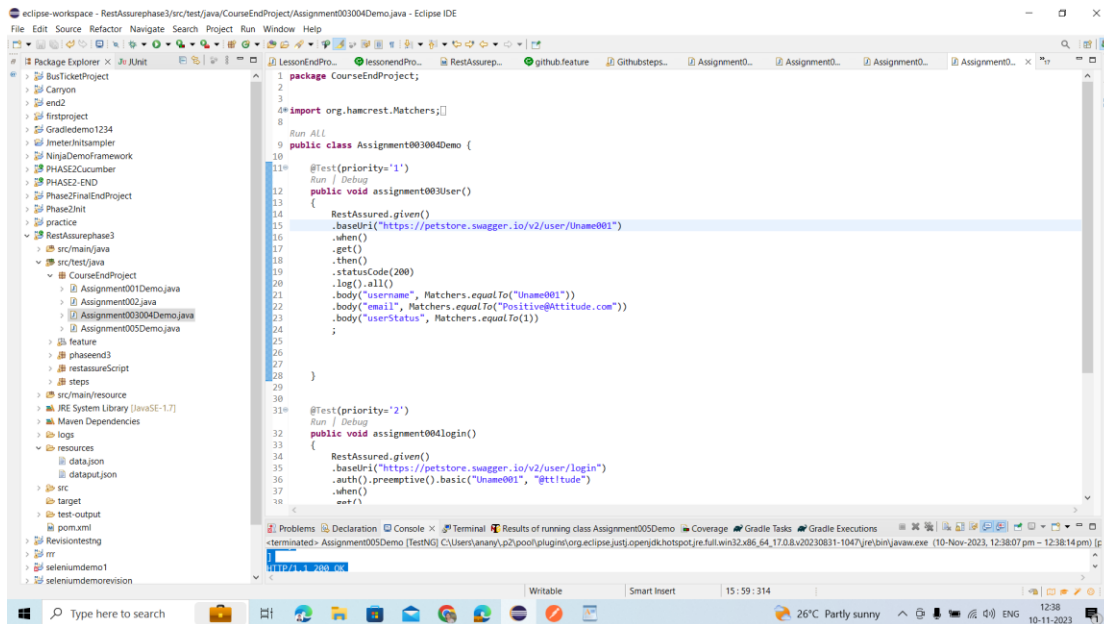 eclipse-workspace - RestAssurephase3/src/test/java/CourseEndProject/Assignment003004Demo.java - Eclipse IDE
File Edit Source Refactor Navigate Search Project Run Window Help
Package Explorer × JUnit
LessonEndPro... lessonendPro... RestAssurep... github.feature Githubsteps... Assignment0... Assignment0... Assignment0... Assignment0... ×
BusTicketProject
Carryon
end2
firstproject
Gradledemo1234
JmeterJnitsampler
NinjaDemoFramework
PHASE2Cucumber
PHASE2-END
Phase2FinalEndProject
Phase2Jnit
practice
RestAssurephase3
src/main/java
src/test/java
CourseEndProject
Assignment001Demo.java
Assignment002.java
Assignment003004Demo.java
Assignment005Demo.java
feature
phaseend3
restassureScript
steps
src/main/resource
JRE System Library [JavaSE-1.7]
Maven Dependencies
logs
resources
data.json
dataput.json
src
target
test-output
pom.xml
Revisiontestng
rrr
seleniumdemo1
seleniumdemorevision
1 package CourseEndProject;
2
3
4 import org.hamcrest.Matchers;
8
Run All
9 public class Assignment003004Demo {
10
11 @Test(priority='1')
Run | Debug
12 public void assignment003User()
13 {
14 RestAssured.given()
15 .baseUri("https://petstore.swagger.io/v2/user/Uname001")
16 .when()
17 .get()
18 .then()
19 .statusCode(200)
20 .log().all()
21 .body("username", Matchers.equalTo("Uname001"))
22 .body("email", Matchers.equalTo("Positive@Attitude.com"))
23 .body("userStatus", Matchers.equalTo(1))
24 ;
25
26
27
28 }
29
30
31 @Test(priority='2')
Run | Debug
32 public void assignment004login()
33 {
34 RestAssured.given()
35 .baseUri("https://petstore.swagger.io/v2/user/login")
36 .auth().preemptive().basic("Uname001", "@tt!tude")
37 .when()
38 .get()
Problems Declaration Console × Terminal Results of running class Assignment005Demo Coverage Gradle Tasks Gradle Executions
<terminated> Assignment005Demo [TestNG] C:\Users\anany\.p2\pool\plugins\org.eclipse.justj.openjdk.hotspot.jre.full.win32.x86_64_17.0.8.v20230831-1047\jre\bin\javaw.exe (10-Nov-2023, 12:38:07 pm – 12:38:14 pm) [p
]
HTTP/1.1 200 OK
Writable Smart Insert 15 : 59 : 314
Type here to search
26°C Partly sunny
ENG
12:38
10-11-2023